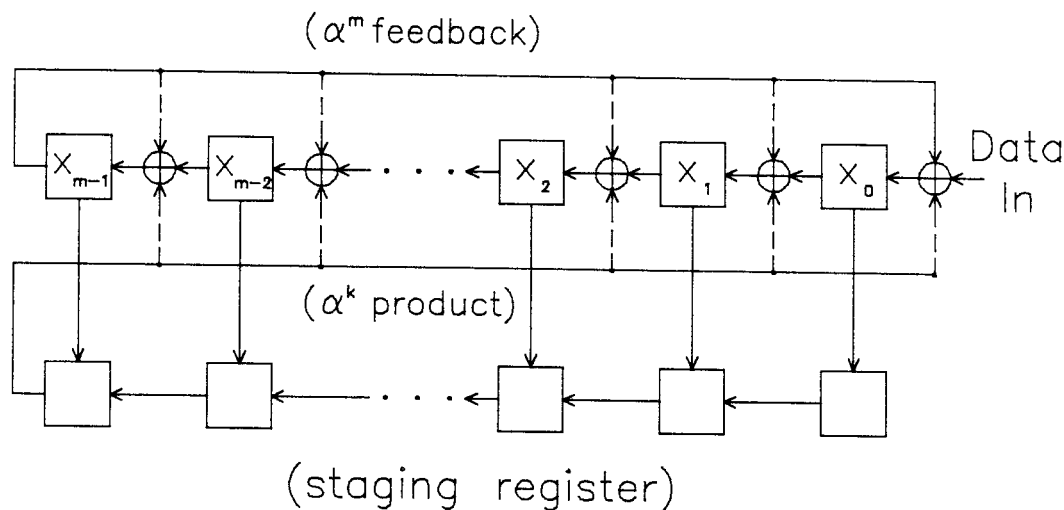 (α^m feedback)
X_{m-1} X_{m-2} · · · X_2 X_1 X_0
Data
In
(α^k product)
· · ·
(staging register)